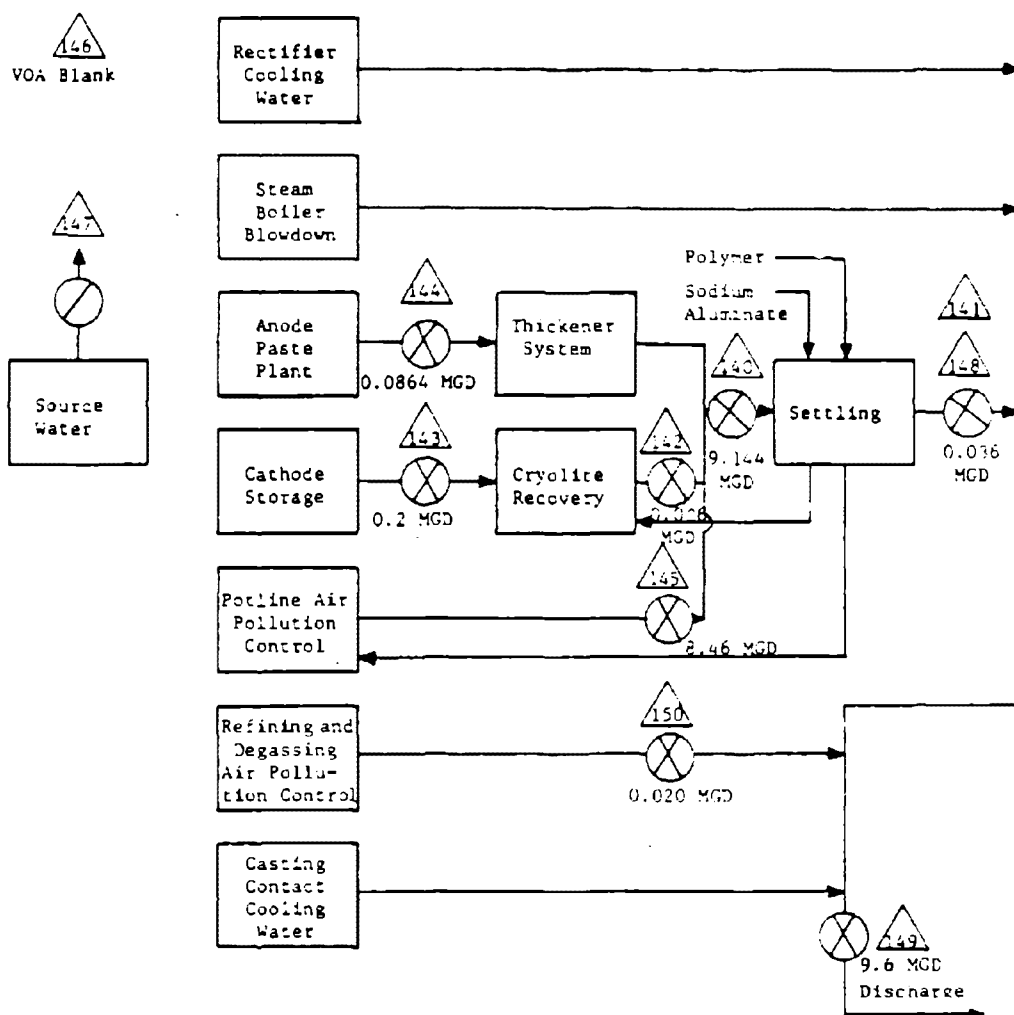 146
VOA Blank
Rectifier
Cooling
Water
147
Steam
Boiler
Blowdown
Polymer
Sodium
Aluminate
144
141
Anode
Paste
Plant
0.0864 MGD
Thickener
System
140
148
Source
Water
Settling
9.144
MGD
0.036
MGD
143
142
Cathode
Storage
0.2 MGD
Cryolite
Recovery
MGD
145
Potline Air
Pollution
Control
8.46 MGD
150
Refining and
Degassing
Air Pollu-
tion Control
0.020 MGD
Casting
Contact
Cooling
Water
149
9.6 MGD
Discharge